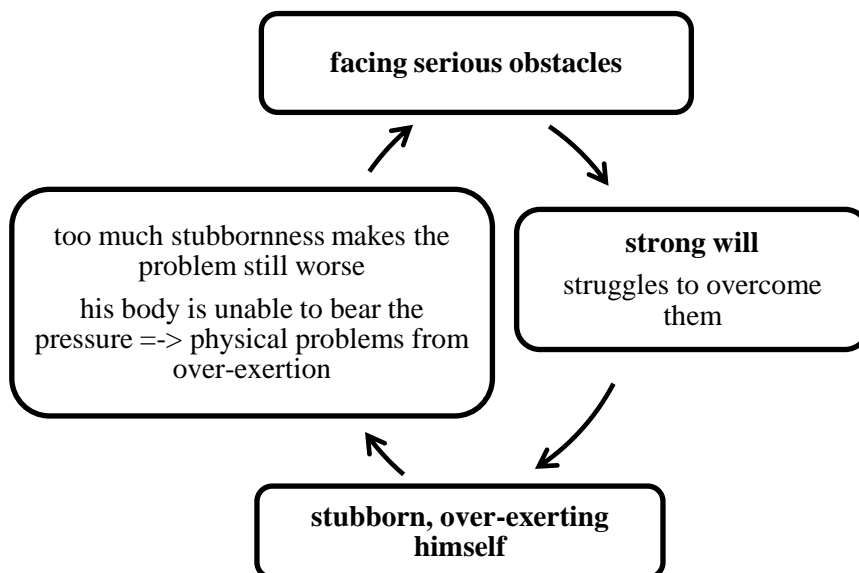 facing serious obstacles
strong will
struggles to overcome
them
stubborn, over-exerting
himself
too much stubbornness makes the
problem still worse
his body is unable to bear the
pressure =-> physical problems from
over-exertion